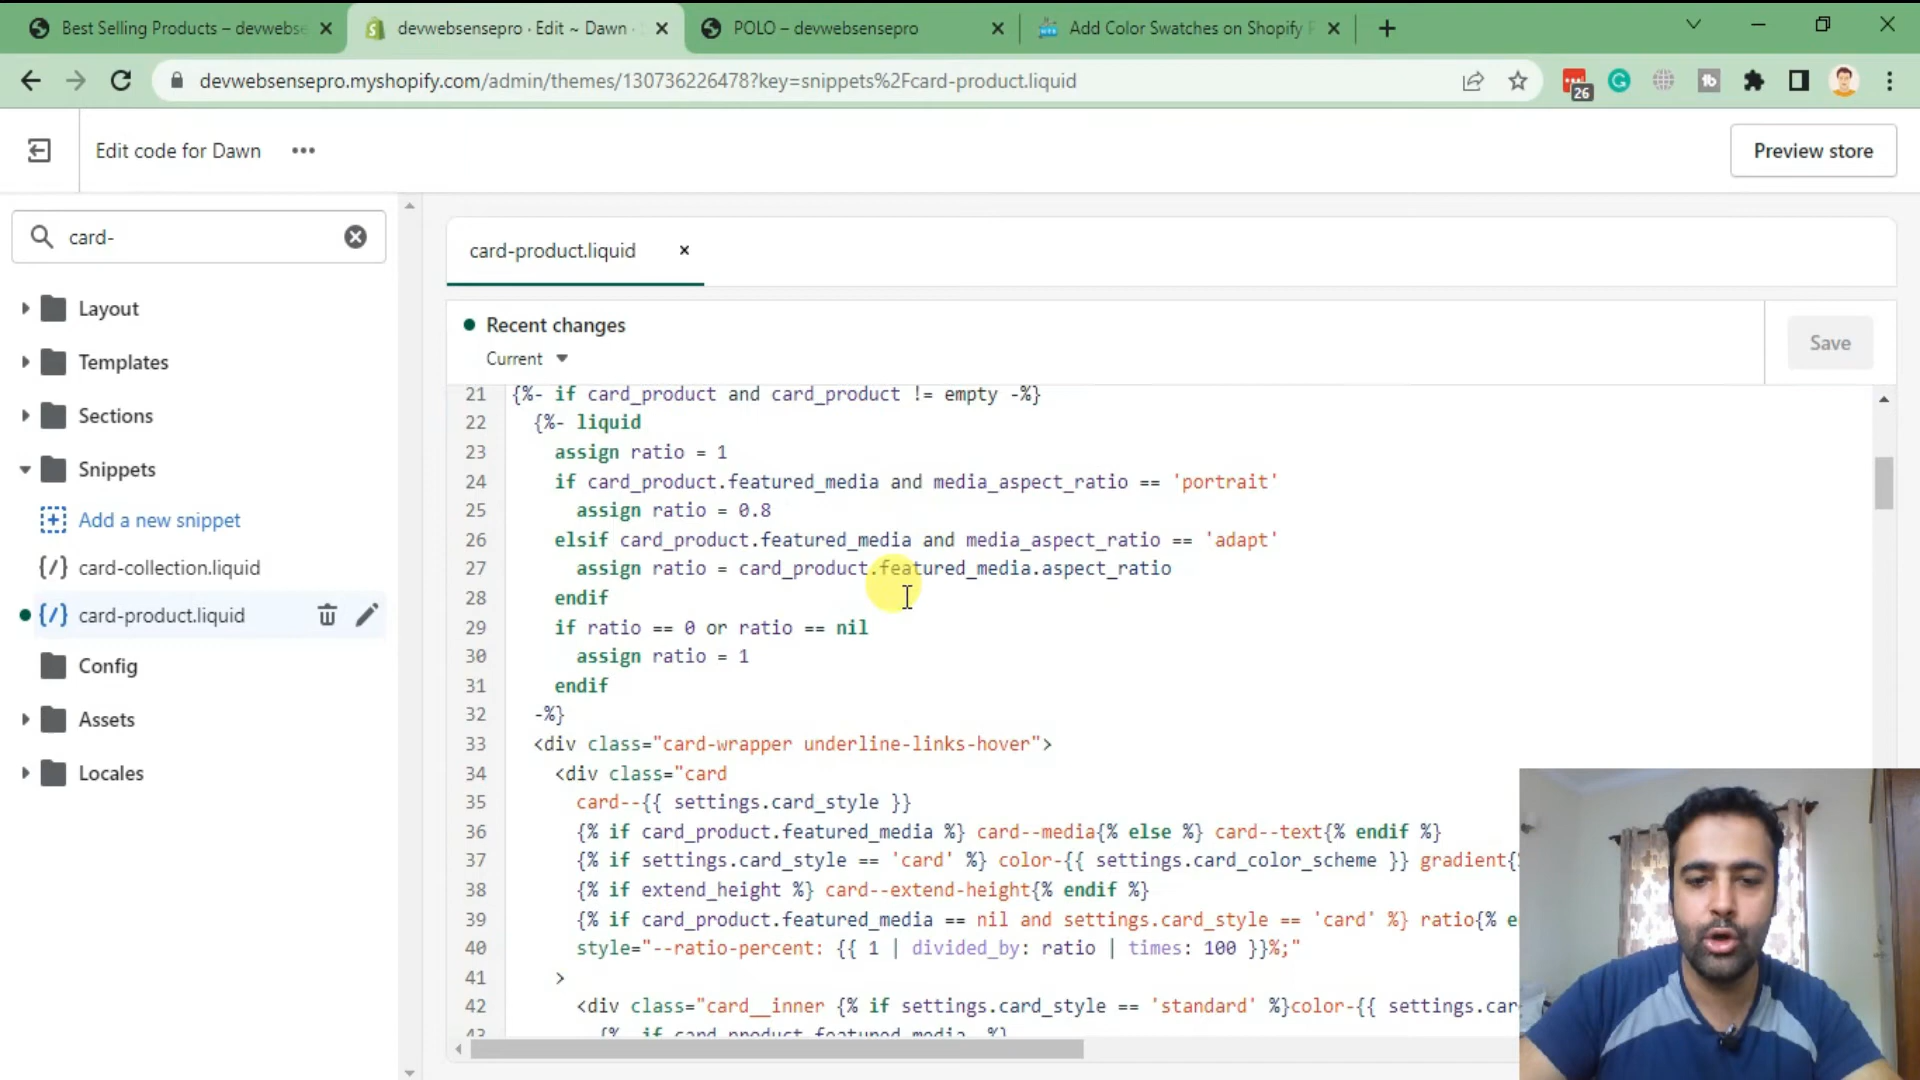 Best Selling Products – devwebse
devwebsensepro · Edit ~ Dawn ·
POLO – devwebsensepro
Add Color Swatches on Shopify P
devwebsensepro.myshopify.com/admin/themes/130736226478?key=snippets%2Fcard-product.liquid
26
Edit code for Dawn
Preview store
card-
Layout
Templates
Sections
Snippets
Add a new snippet
card-collection.liquid
card-product.liquid
Config
Assets
Locales
card-product.liquid
Recent changes
Current
Save
21 {%- if card_product and card_product != empty -%}
22 {%- liquid
23 assign ratio = 1
24 if card_product.featured_media and media_aspect_ratio == 'portrait'
25 assign ratio = 0.8
26 elsif card_product.featured_media and media_aspect_ratio == 'adapt'
27 assign ratio = card_product.featured_media.aspect_ratio
28 endif
29 if ratio == 0 or ratio == nil
30 assign ratio = 1
31 endif
32 -%}
33 <div class="card-wrapper underline-links-hover">
34 <div class="card
35 card--{{ settings.card_style }}
36 {% if card_product.featured_media %} card--media{% else %} card--text{% endif %}
37 {% if settings.card_style == 'card' %} color-{{ settings.card_color_scheme }} gradient{
38 {% if extend_height %} card--extend-height{% endif %}
39 {% if card_product.featured_media == nil and settings.card_style == 'card' %} ratio{% e
40 style="--ratio-percent: {{ 1 | divided_by: ratio | times: 100 }}%;"
41 >
42 <div class="card__inner {% if settings.card_style == 'standard' %}color-{{ settings.car
43 {%- if card_product.featured_media -%}